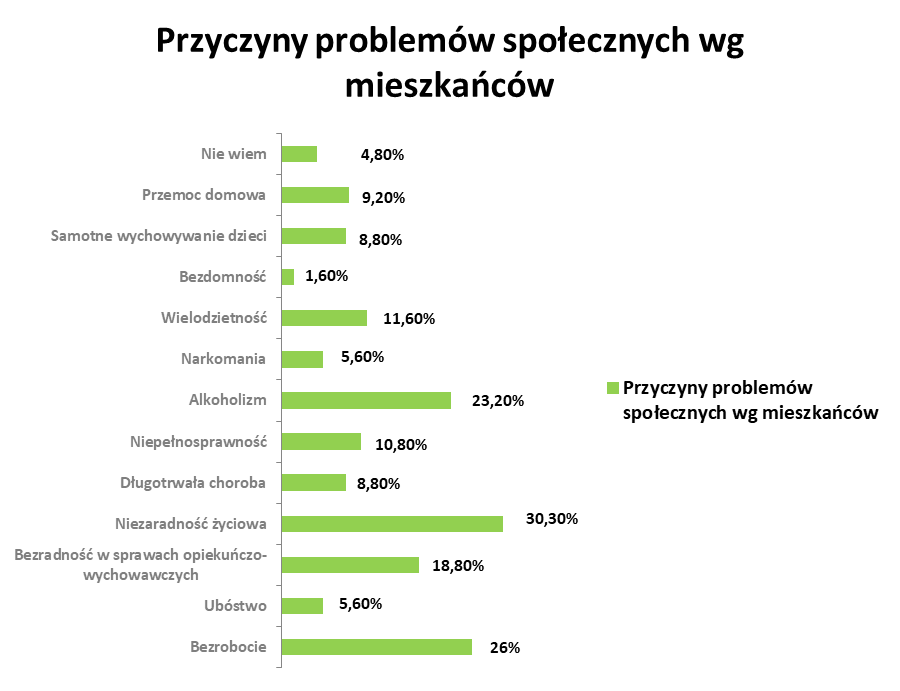 Przyczyny problemów społecznych wg
mieszkańców
Nie wiem 4,80%
Przemoc domowa 9,20%
Samotne wychowywanie dzieci 8,80%
Bezdomność 1,60%
Wielodzietność 11,60%
Narkomania 5,60%
Alkoholizm 23,20%
Niepełnosprawność 10,80%
Długotrwała choroba 8,80%
Niezaradność życiowa 30,30%
Bezradność w sprawach opiekuńczo-
wychowawczych 18,80%
Ubóstwo 5,60%
Bezrobocie 26%
Przyczyny problemów
społecznych wg mieszkańców